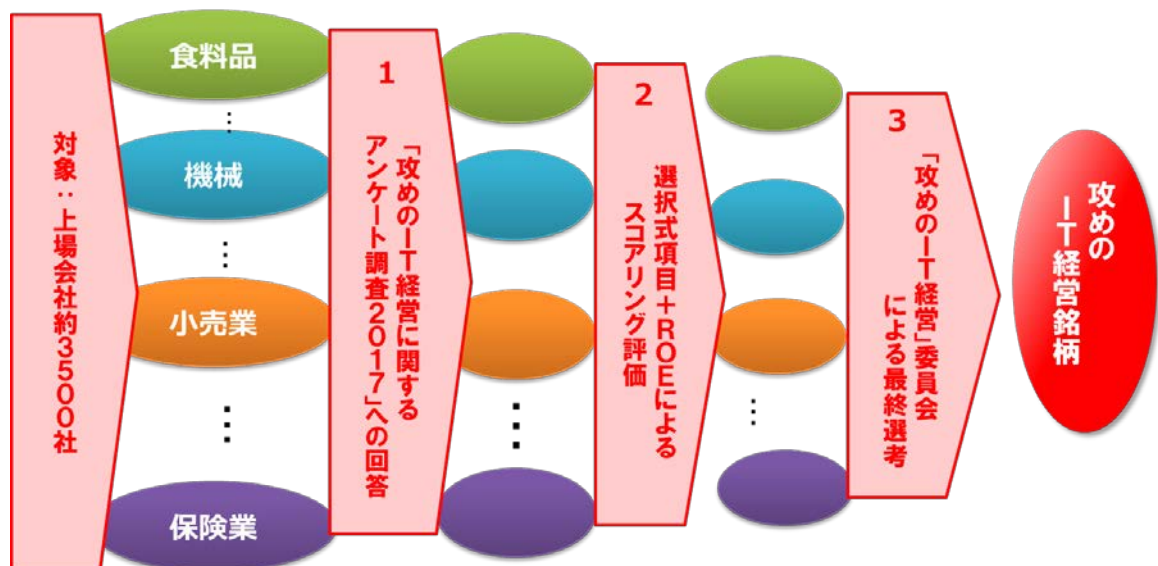 対象：上場会社約3500社
食料品
…
機械
…
小売業
…
保険業
1
「攻めのIT経営に関する
アンケート調査2017」への回答
…
2
選択式項目+ROEによる
スコアリング評価
…
3
「攻めのIT経営」委員会
による最終選考
攻めの
IT経営銘柄